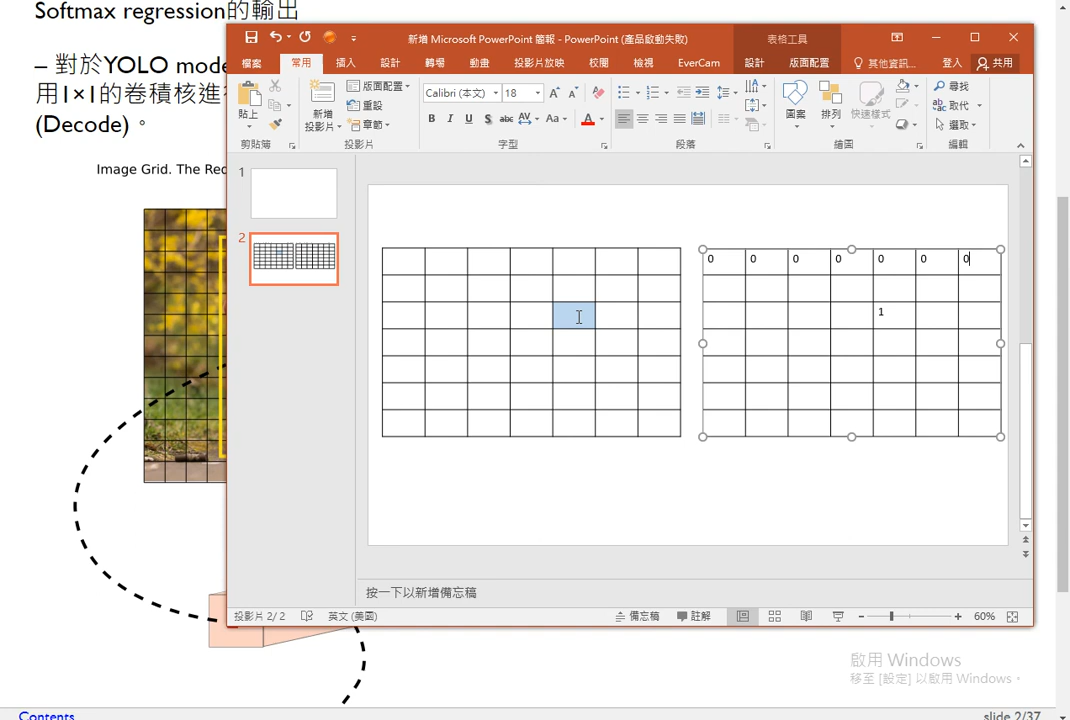 Softmax regression的輸出
– 對於YOLO mode
用1×1的卷積核進行
(Decode)。
Image Grid. The Red
新增 Microsoft PowerPoint 簡報 - PowerPoint (產品啟動失敗)
表格工具
檔案 常用 插入 設計 轉場 動畫 投影片放映 校閱 檢視 EverCam 設計 版面配置 其他資訊... 登入 共用
貼上
新增
投影片
版面配置
重設
章節
Calibri (本文) 18
B I U S abc AV Aa A
圖案 排列 快速樣式
尋找
取代
選取
剪貼簿 投影片 字型 段落 繪圖 編輯
1
2
0 0 0 0 0 0 0
1
按一下以新增備忘稿
投影片 2/2 英文 (美國) 備忘稿 註解 60%
啟用 Windows
移至 [設定] 以啟用 Windows。
Contents
slide 2/37